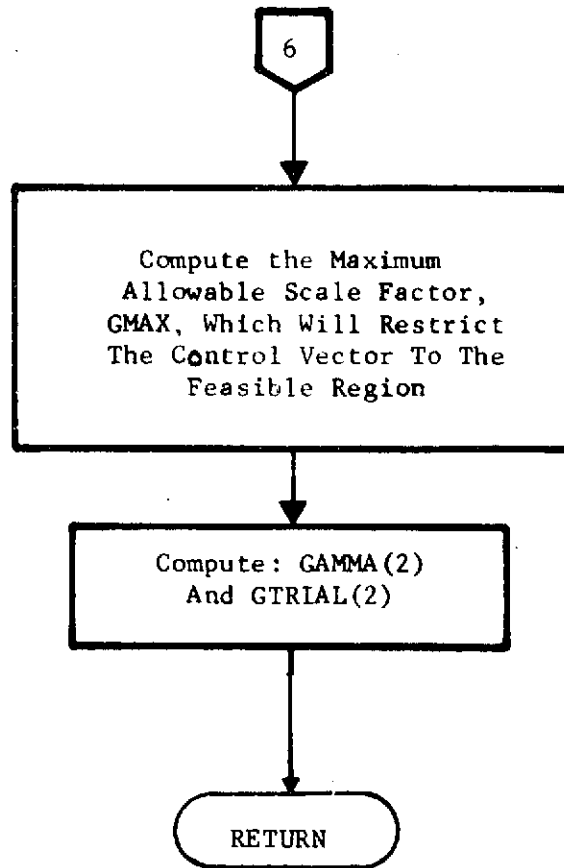 6
Compute the Maximum
Allowable Scale Factor,
GMAX, Which Will Restrict
The Control Vector To The
Feasible Region
Compute: GAMMA(2)
And GTRIAL(2)
RETURN